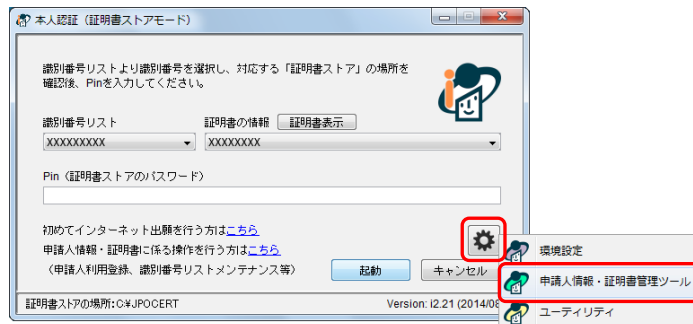 本人認証（証明書ストアモード）
識別番号リストより識別番号を選択し、対応する「証明書ストア」の場所を
確認後、Pinを入力してください。
識別番号リスト
証明書の情報
証明書表示
XXXXXXXXX
XXXXXXXX
Pin（証明書ストアのパスワード）
初めてインターネット出願を行う方はこちら
申請人情報・証明書に係る操作を行う方はこちら
（申請人利用登録、識別番号リストメンテナンス等）
起動
キャンセル
証明書ストアの場所:C:¥JPOCERT
Version: i2.21 (2014/08
環境設定
申請人情報・証明書管理ツール
ユーティリティ